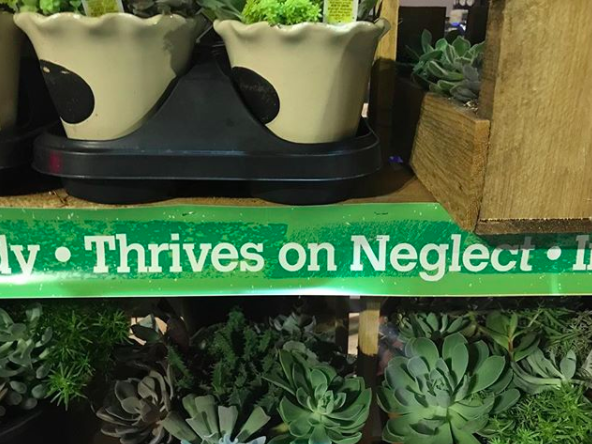 • Thrives on Neglect •